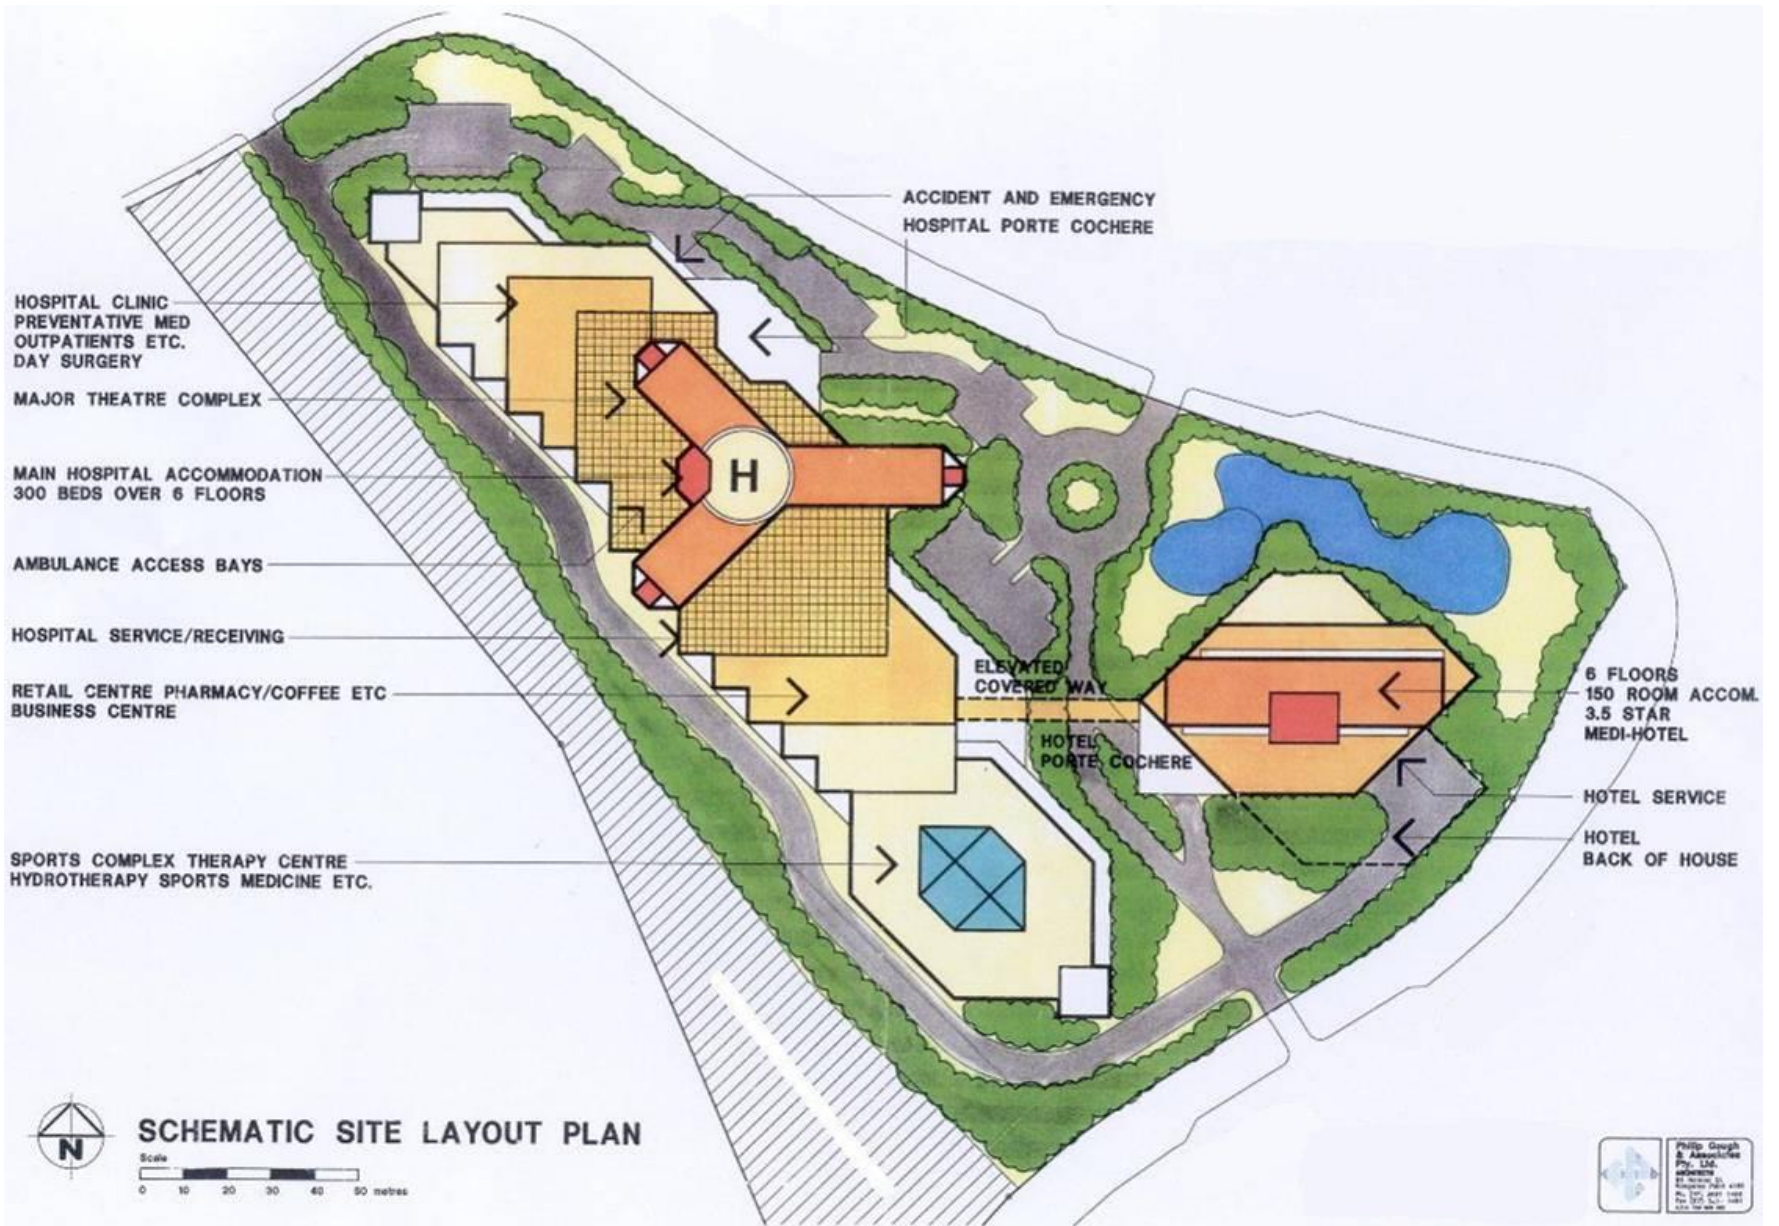 ACCIDENT AND EMERGENCY
HOSPITAL PORTE COCHERE
HOSPITAL CLINIC
PREVENTATIVE MED
OUTPATIENTS ETC.
DAY SURGERY
MAJOR THEATRE COMPLEX
MAIN HOSPITAL ACCOMMODATION
300 BEDS OVER 6 FLOORS
H
AMBULANCE ACCESS BAYS
HOSPITAL SERVICE/RECEIVING
RETAIL CENTRE PHARMACY/COFFEE ETC
BUSINESS CENTRE
ELEVATED
COVERED WAY
HOTEL
PORTE COCHERE
6 FLOORS
150 ROOM ACCOM.
3.5 STAR
MEDI-HOTEL
HOTEL SERVICE
HOTEL
BACK OF HOUSE
SPORTS COMPLEX THERAPY CENTRE
HYDROTHERAPY SPORTS MEDICINE ETC.
N
SCHEMATIC SITE LAYOUT PLAN
Scale
0 10 20 30 40 50 metres
Philip Gough
& Associates
Pty. Ltd.
ARCHITECTS